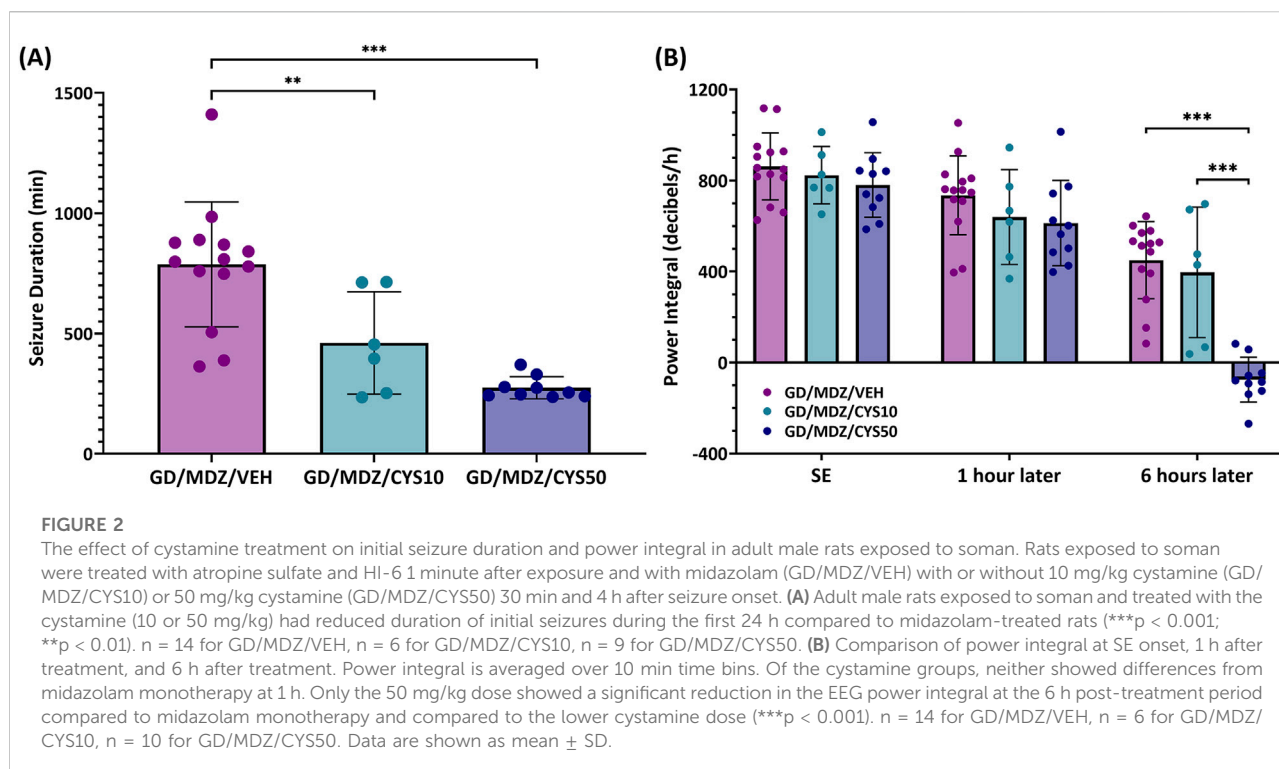 (A)
***
**
1500
1000
500
0
Seizure Duration (min)
GD/MDZ/VEH GD/MDZ/CYS10 GD/MDZ/CYS50
(B)
1200
800
400
0
-400
Power Integral (decibels/h)
***
***
GD/MDZ/VEH
GD/MDZ/CYS10
GD/MDZ/CYS50
SE 1 hour later 6 hours later
FIGURE 2
The effect of cystamine treatment on initial seizure duration and power integral in adult male rats exposed to soman. Rats exposed to soman
were treated with atropine sulfate and HI-6 1 minute after exposure and with midazolam (GD/MDZ/VEH) with or without 10 mg/kg cystamine (GD/
MDZ/CYS10) or 50 mg/kg cystamine (GD/MDZ/CYS50) 30 min and 4 h after seizure onset. (A) Adult male rats exposed to soman and treated with the
cystamine (10 or 50 mg/kg) had reduced duration of initial seizures during the first 24 h compared to midazolam-treated rats (***p < 0.001;
**p < 0.01). n = 14 for GD/MDZ/VEH, n = 6 for GD/MDZ/CYS10, n = 9 for GD/MDZ/CYS50. (B) Comparison of power integral at SE onset, 1 h after
treatment, and 6 h after treatment. Power integral is averaged over 10 min time bins. Of the cystamine groups, neither showed differences from
midazolam monotherapy at 1 h. Only the 50 mg/kg dose showed a significant reduction in the EEG power integral at the 6 h post-treatment period
compared to midazolam monotherapy and compared to the lower cystamine dose (***p < 0.001). n = 14 for GD/MDZ/VEH, n = 6 for GD/MDZ/
CYS10, n = 10 for GD/MDZ/CYS50. Data are shown as mean ± SD.